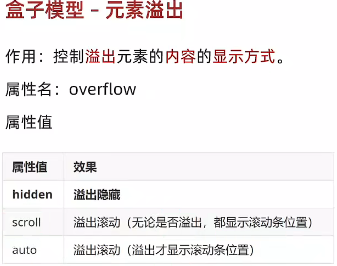 盒子模型 – 元素溢出
作用：控制溢出元素的内容的显示方式。
属性名：overflow
属性值
属性值 效果
hidden 溢出隐藏
scroll 溢出滚动（无论是否溢出，都显示滚动条位置）
auto 溢出滚动（溢出才显示滚动条位置）